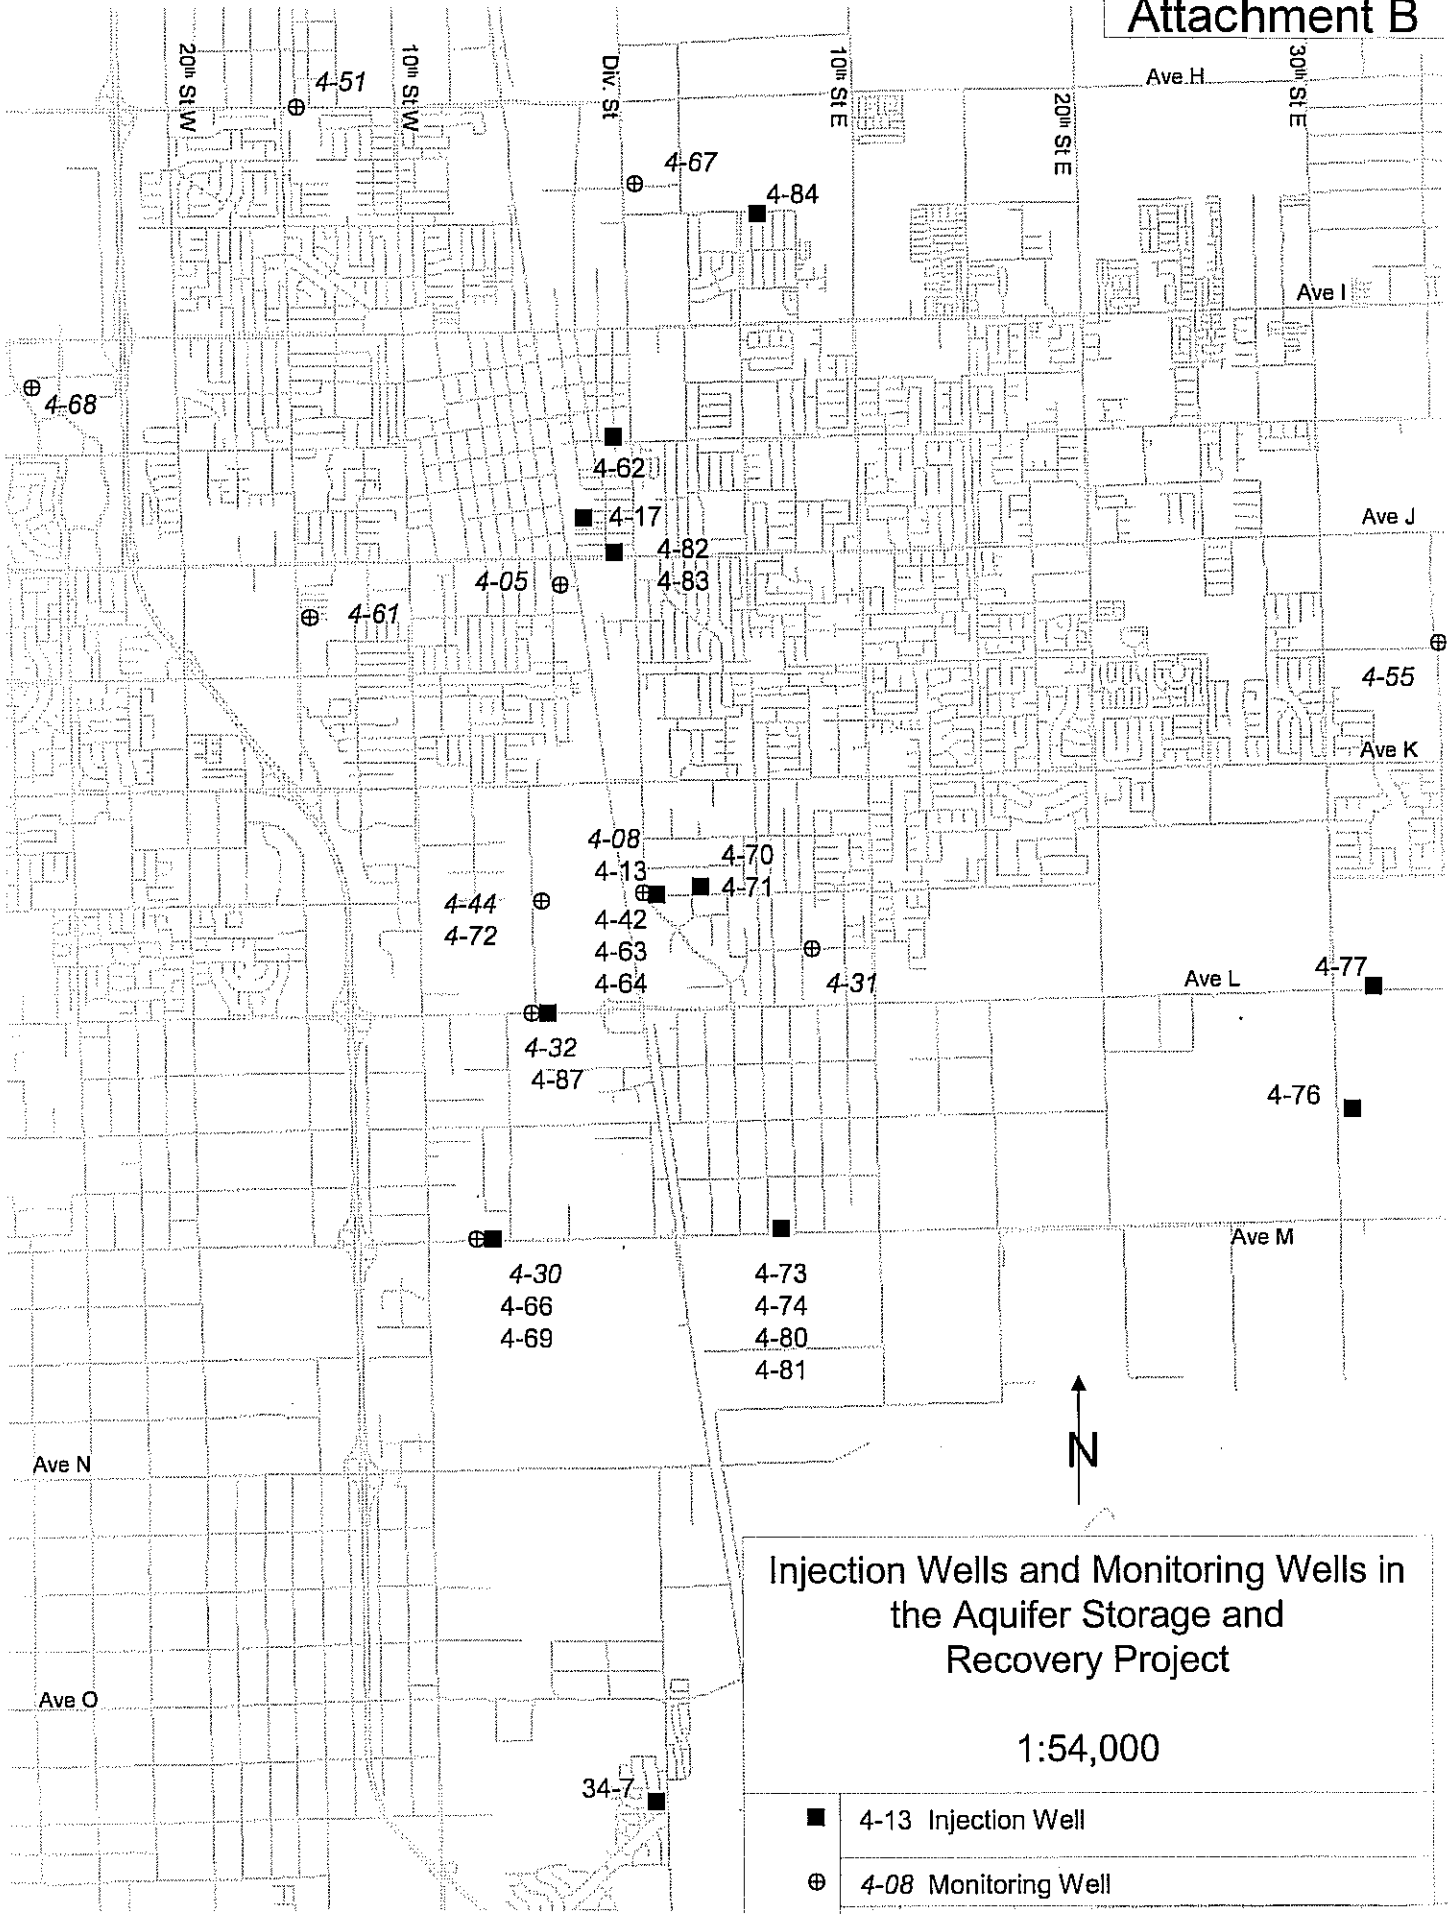 Attachment B
20th St W
4-51
10th St W
Div. St
10th St E
20th St E
Ave H
30th St E
4-67
4-84
Ave I
4-68
4-62
4-17
4-82
4-83
Ave J
4-05
4-61
4-55
Ave K
4-08
4-13
4-42
4-63
4-64
4-70
4-71
4-44
4-72
4-31
Ave L
4-77
4-32
4-87
4-76
Ave M
4-30
4-66
4-69
4-73
4-74
4-80
4-81
N
Ave N
Ave O
34-7
Injection Wells and Monitoring Wells in
the Aquifer Storage and
Recovery Project
1:54,000
4-13 Injection Well
4-08 Monitoring Well